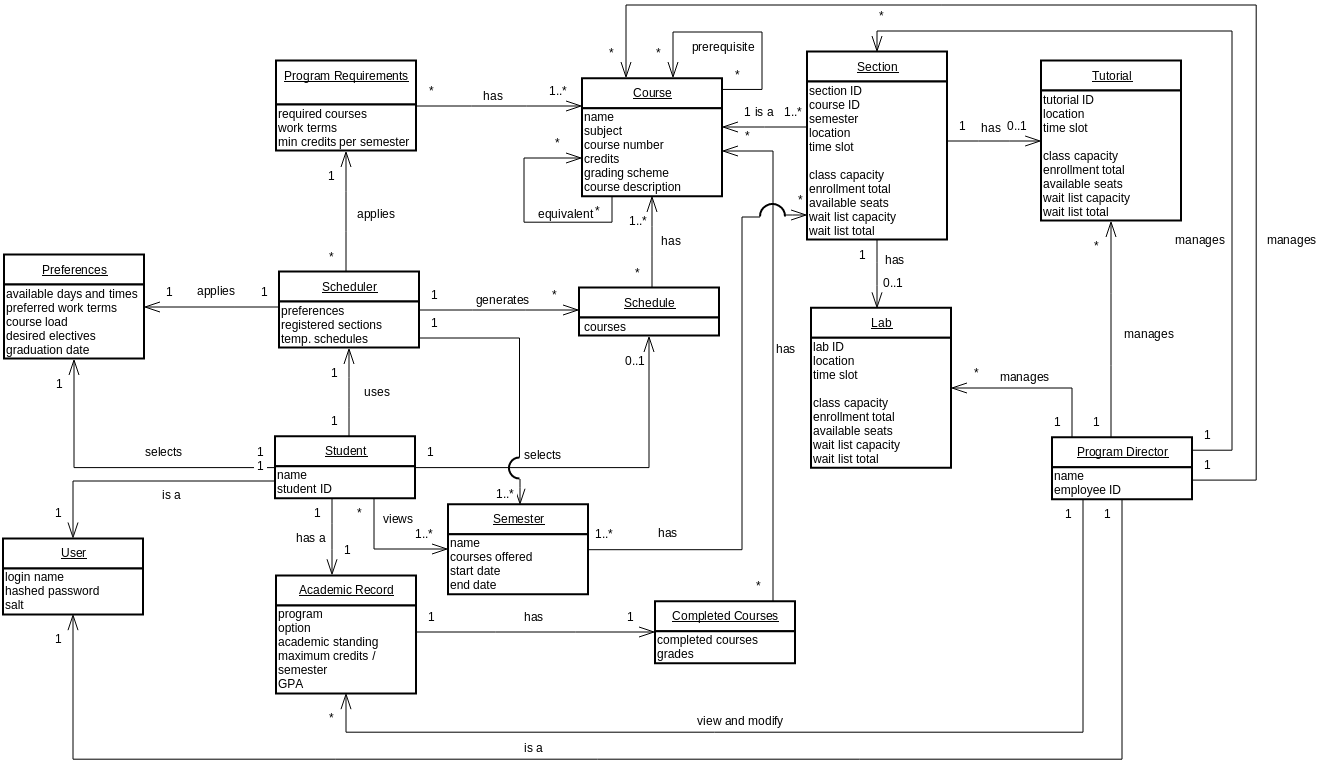 *
prerequisite
*
*
*
Program Requirements
required courses
work terms
min credits per semester
*
has
1..*
Course
name
subject
course number
credits
grading scheme
course description
1 is a
1..*
*
*
equivalent
*
Section
section ID
course ID
semester
location
time slot
class capacity
enrollment total
available seats
wait list capacity
wait list total
*
1
has
0..1
Tutorial
tutorial ID
location
time slot
class capacity
enrollment total
available seats
wait list capacity
wait list total
*
manages
manages
1
applies
*
1..*
has
*
1
has
0..1
Preferences
available days and times
preferred work terms
course load
desired electives
graduation date
1
applies
1
Scheduler
preferences
registered sections
temp. schedules
1
generates
*
1
Schedule
courses
0..1
has
Lab
lab ID
location
time slot
class capacity
enrollment total
available seats
wait list capacity
wait list total
*
manages
1
manages
1
1
1
1
1
uses
1
selects
1
1
is a
1
Student
name
student ID
1
selects
Program Director
name
employee ID
1
1
1
has a
1
*
views
1..*
1..*
Semester
name
courses offered
start date
end date
1..*
has
User
login name
hashed password
salt
1
Academic Record
program
option
academic standing
maximum credits /
semester
GPA
*
1
has
1
*
Completed Courses
completed courses
grades
view and modify
is a